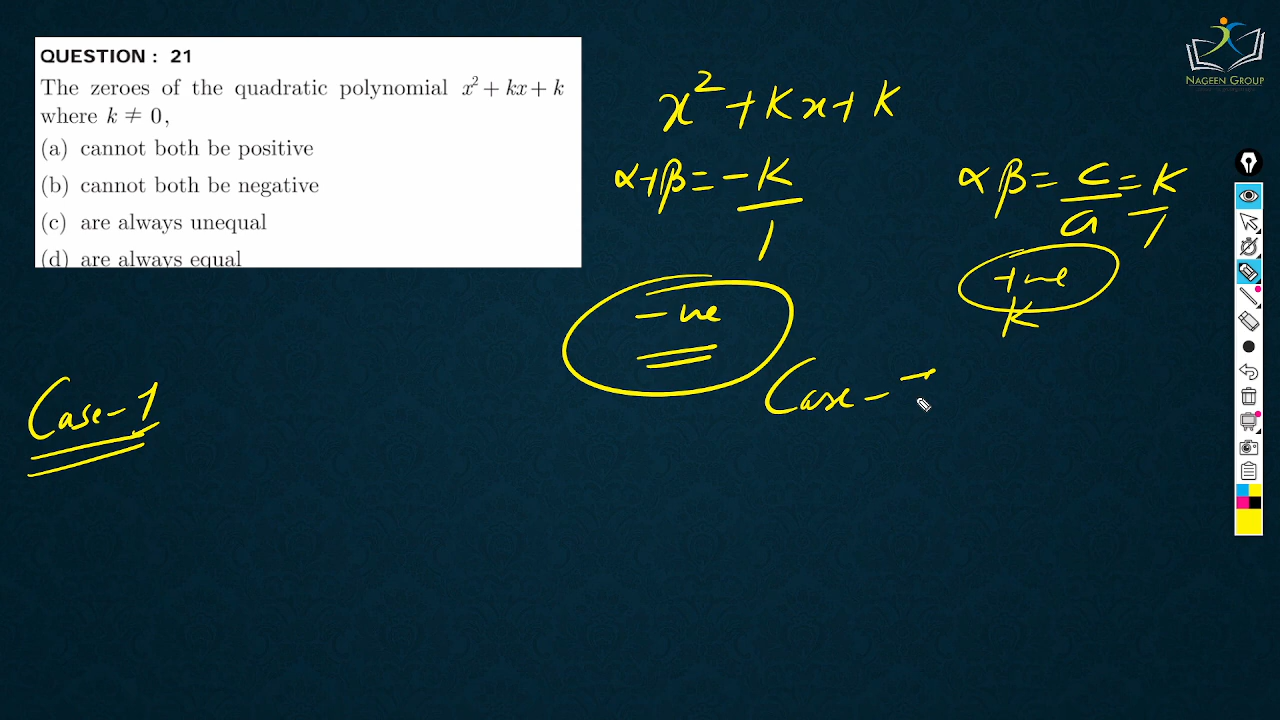 QUESTION : 21
The zeroes of the quadratic polynomial x² + kx + k
where k ≠ 0,
(a) cannot both be positive
(b) cannot both be negative
(c) are always unequal
(d) are always equal
NAGEEN GROUP
x² + Kx + K
α+β = -K/1
αβ = c/a = K/1
-ve
+ve
K
Case-1
Case-